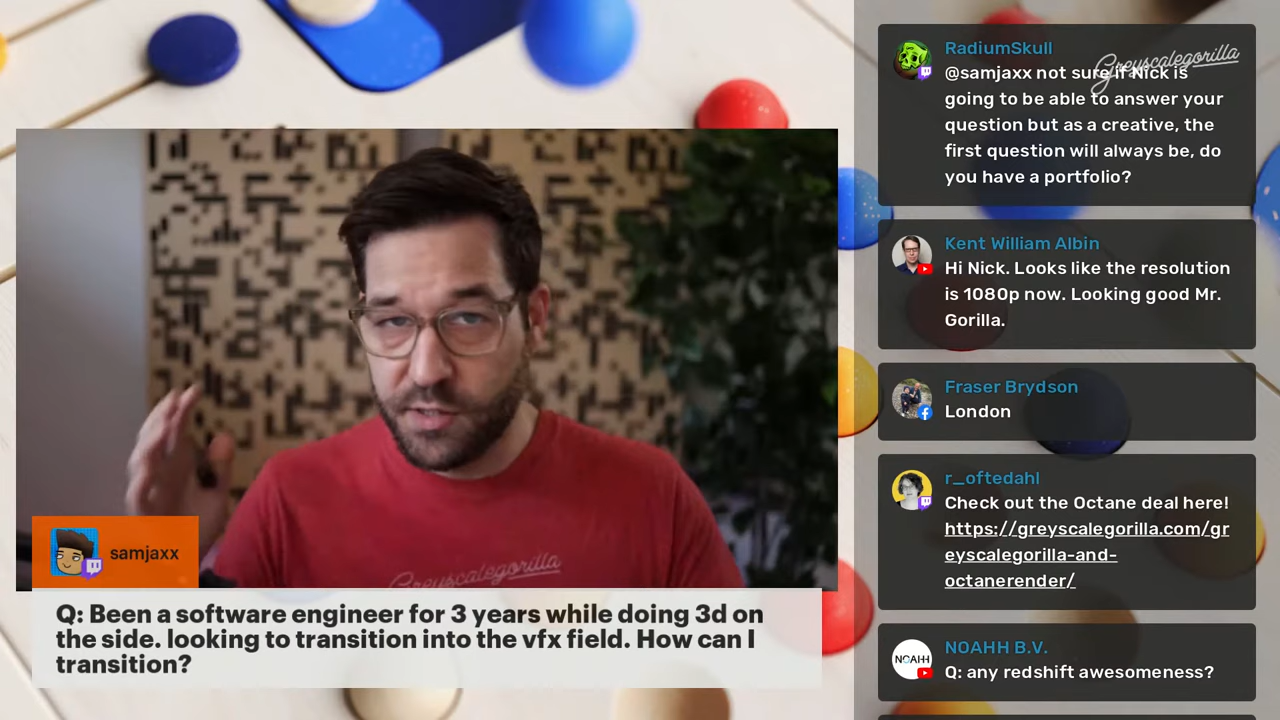 RadiumSkull
Greyscalegorilla
@samjaxx not sure if Nick is
going to be able to answer your
question but as a creative, the
first question will always be, do
you have a portfolio?
Kent William Albin
Hi Nick. Looks like the resolution
is 1080p now. Looking good Mr.
Gorilla.
Fraser Brydson
London
r_oftedahl
Check out the Octane deal here!
https://greyscalegorilla.com/gr
eyscalegorilla-and-
octanerender/
NOAHH
NOAHH B.V.
Q: any redshift awesomeness?
Greyscalegorilla
samjaxx
Q: Been a software engineer for 3 years while doing 3d on
the side. looking to transition into the vfx field. How can I
transition?